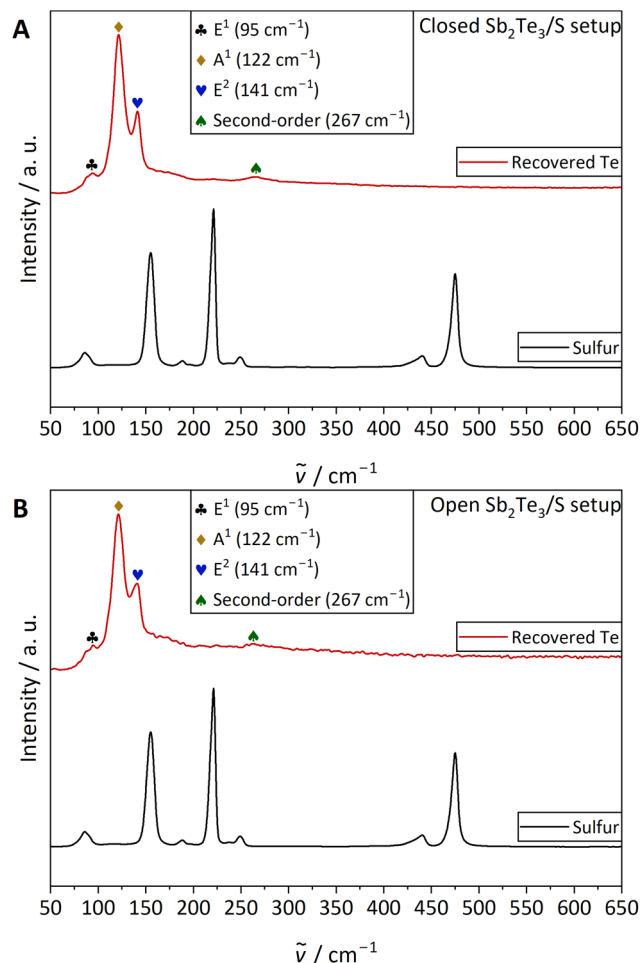 A
Closed Sb₂Te₃/S setup
♣ E¹ (95 cm⁻¹)
♦ A¹ (122 cm⁻¹)
♥ E² (141 cm⁻¹)
♠ Second-order (267 cm⁻¹)
Recovered Te
Sulfur
Intensity / a. u.
50 100 150 200 250 300 350 400 450 500 550 600 650
ṽ / cm⁻¹
B
Open Sb₂Te₃/S setup
♣ E¹ (95 cm⁻¹)
♦ A¹ (122 cm⁻¹)
♥ E² (141 cm⁻¹)
♠ Second-order (267 cm⁻¹)
Recovered Te
Sulfur
Intensity / a. u.
50 100 150 200 250 300 350 400 450 500 550 600 650
ṽ / cm⁻¹